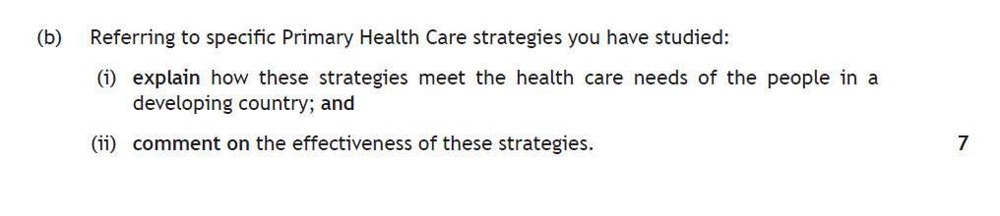 (b) Referring to specific Primary Health Care strategies you have studied:
(i) explain how these strategies meet the health care needs of the people in a
developing country; and
(ii) comment on the effectiveness of these strategies. 7